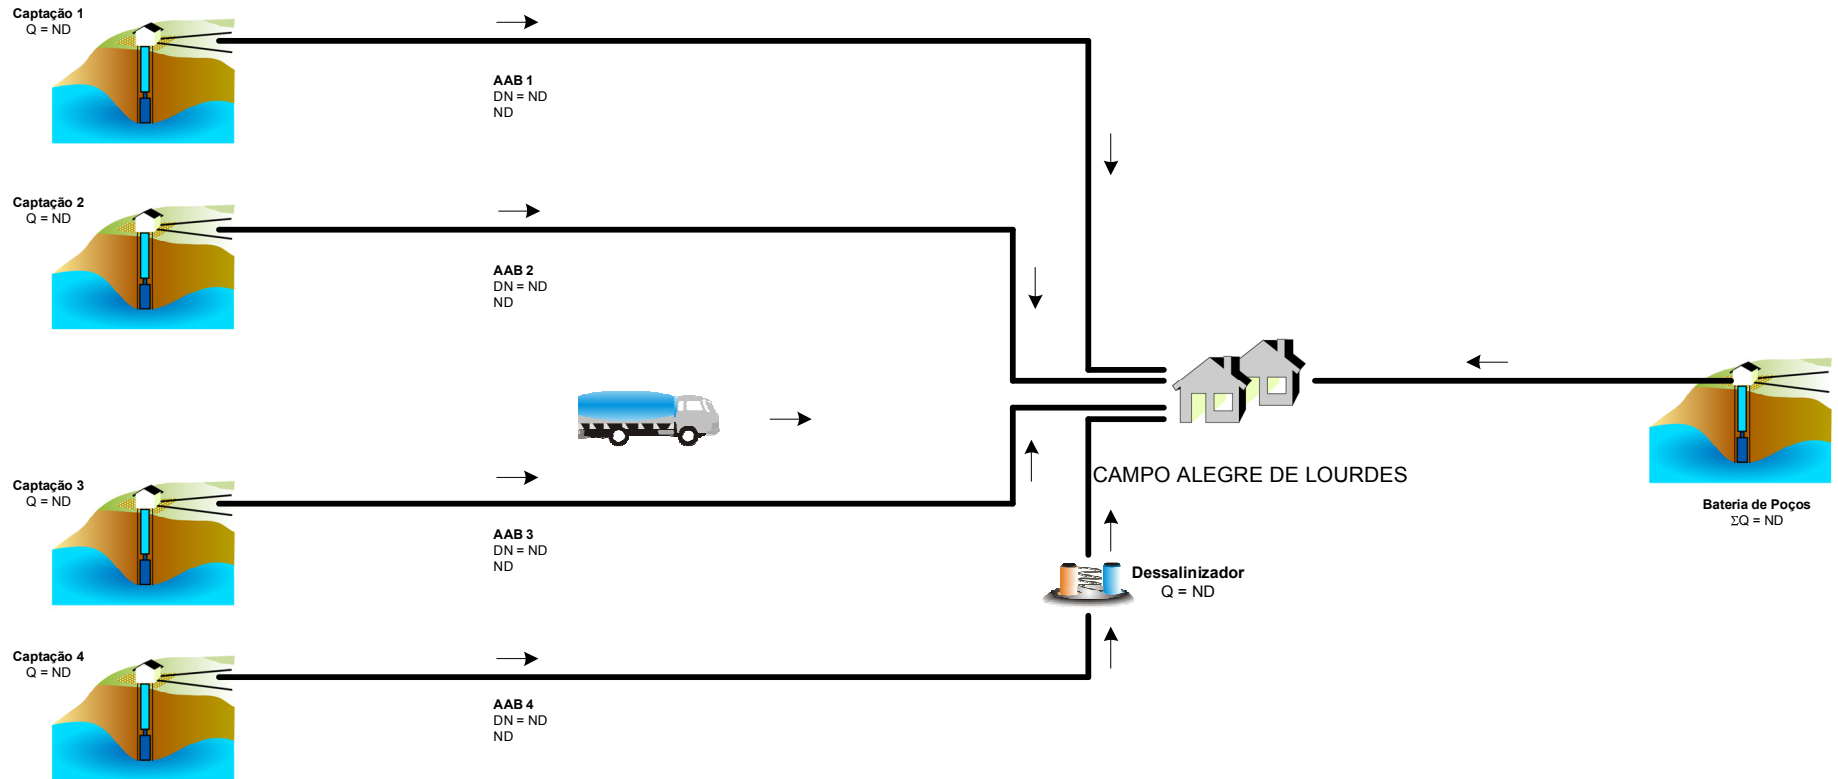 Captação 1
Q = ND
AAB 1
DN = ND
ND
Captação 2
Q = ND
AAB 2
DN = ND
ND
CAMPO ALEGRE DE LOURDES
Captação 3
Q = ND
AAB 3
DN = ND
ND
Bateria de Poços
ΣQ = ND
Dessalinizador
Q = ND
Captação 4
Q = ND
AAB 4
DN = ND
ND